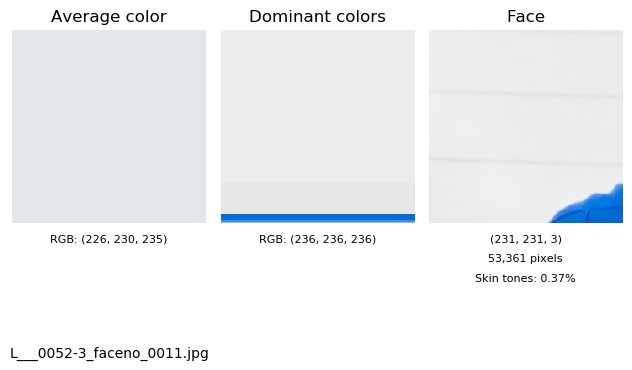 Average color
Dominant colors
Face
RGB: (226, 230, 235)
RGB: (236, 236, 236)
(231, 231, 3)
53,361 pixels
Skin tones: 0.37%
L___0052-3_faceno_0011.jpg